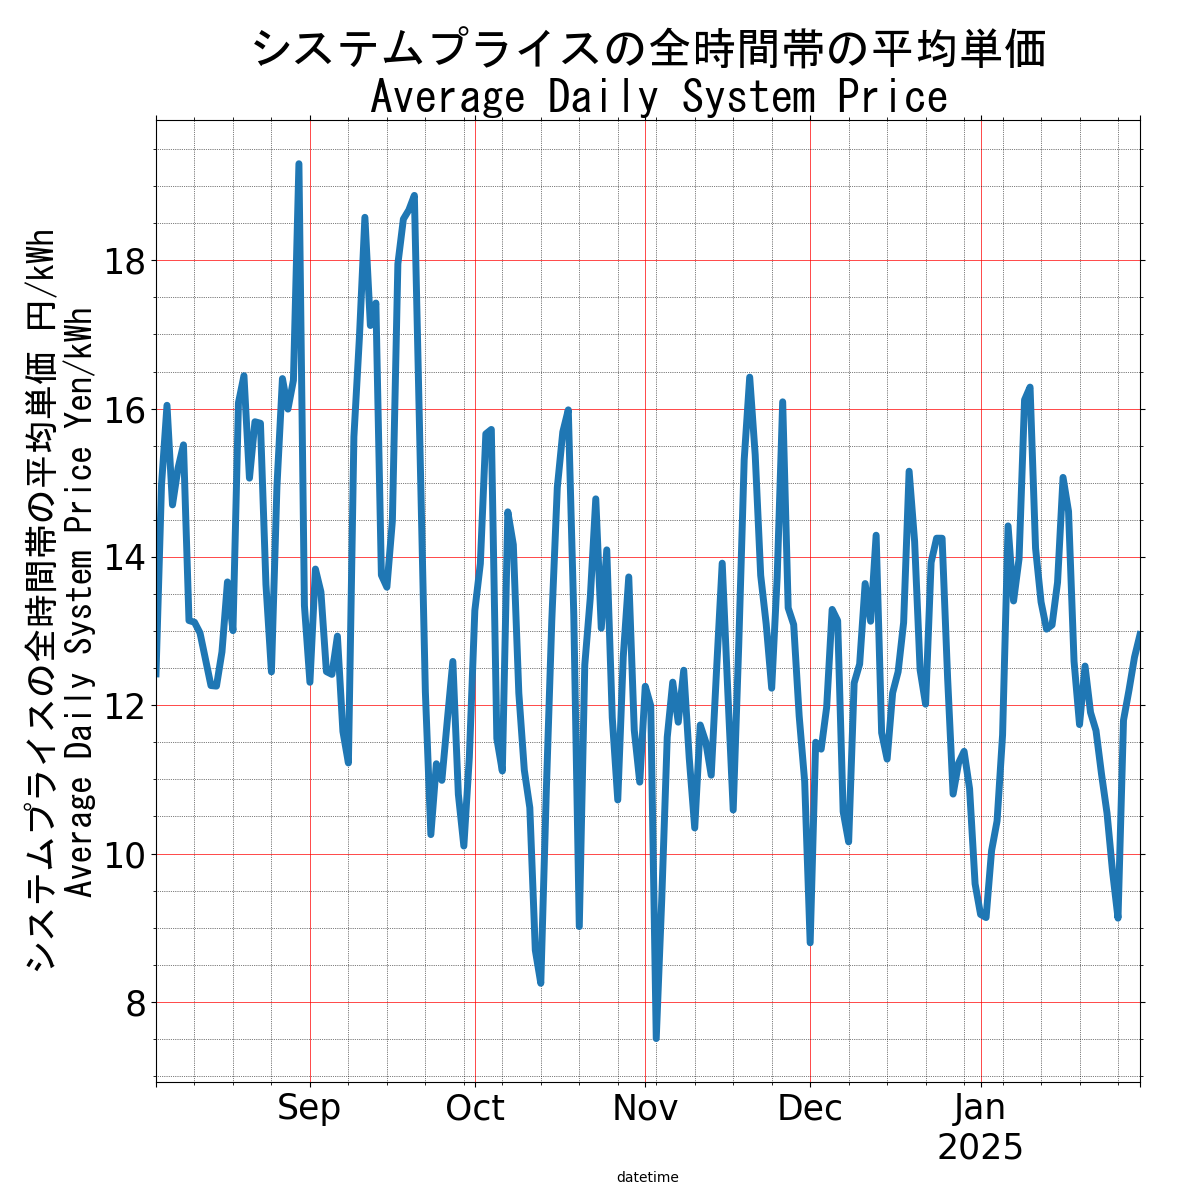 システムプライスの全時間帯の平均単価
Average Daily System Price
システムプライスの全時間帯の平均単価 円/kWh
Average Daily System Price Yen/kWh
18
16
14
12
10
8
Sep
Oct
Nov
Dec
Jan
2025
datetime